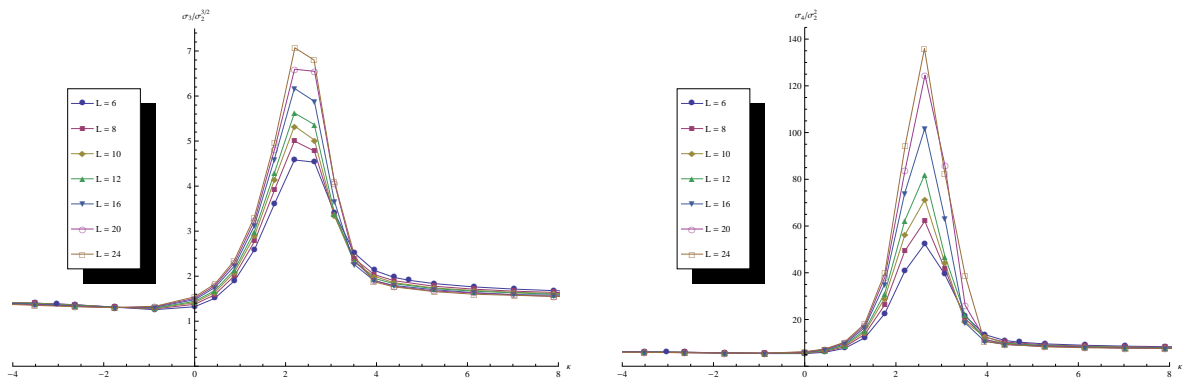 σ₃/σ₂^{3/2}
7
6
5
4
3
2
1
-4 -2 0 2 4 6 8 κ
L = 6
L = 8
L = 10
L = 12
L = 16
L = 20
L = 24
σ₄/σ₂²
140
120
100
80
60
40
20
-4 -2 0 2 4 6 8 κ
L = 6
L = 8
L = 10
L = 12
L = 16
L = 20
L = 24